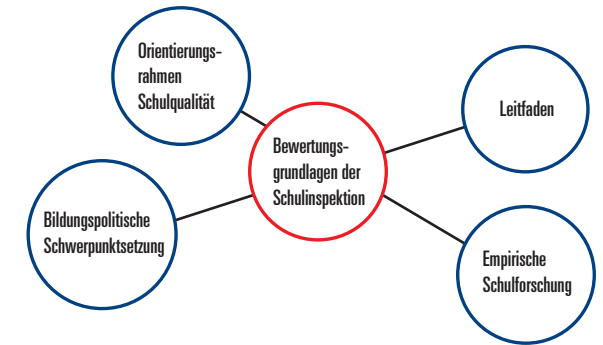 Orientierungs-
rahmen
Schulqualität
Leitfaden
Bewertungs-
grundlagen der
Schulinspektion
Bildungspolitische
Schwerpunktsetzung
Empirische
Schulforschung